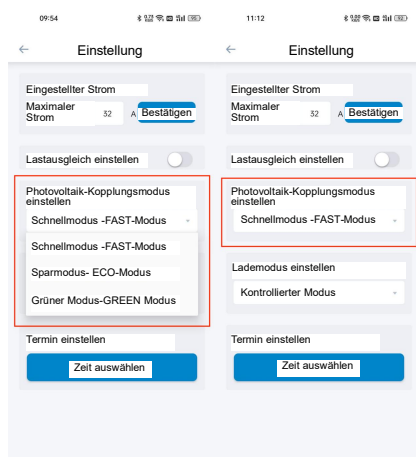 09:54
Einstellung
Eingestellter Strom
Maximaler
Strom
32
A
Bestätigen
Lastausgleich einstellen
Photovoltaik-Kopplungsmodus
einstellen
Schnellmodus -FAST-Modus
Schnellmodus -FAST-Modus
Sparmodus- ECO-Modus
Grüner Modus-GREEN Modus
Termin einstellen
Zeit auswählen
11:12
Einstellung
Eingestellter Strom
Maximaler
Strom
32
A
Bestätigen
Lastausgleich einstellen
Photovoltaik-Kopplungsmodus
einstellen
Schnellmodus -FAST-Modus
Lademodus einstellen
Kontrollierter Modus
Termin einstellen
Zeit auswählen